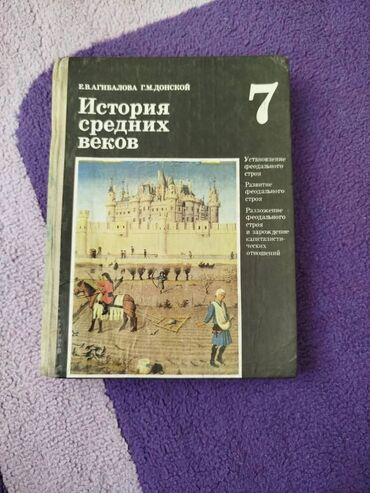 Е.В.АГИБАЛОВА Г.М.ДОНСКОЙ
История
средних
веков
7
Установление
феодального
строя
Развитие
феодального
строя
Разложение
феодального
строя
и зарождение
капиталисти-
ческих
отношений